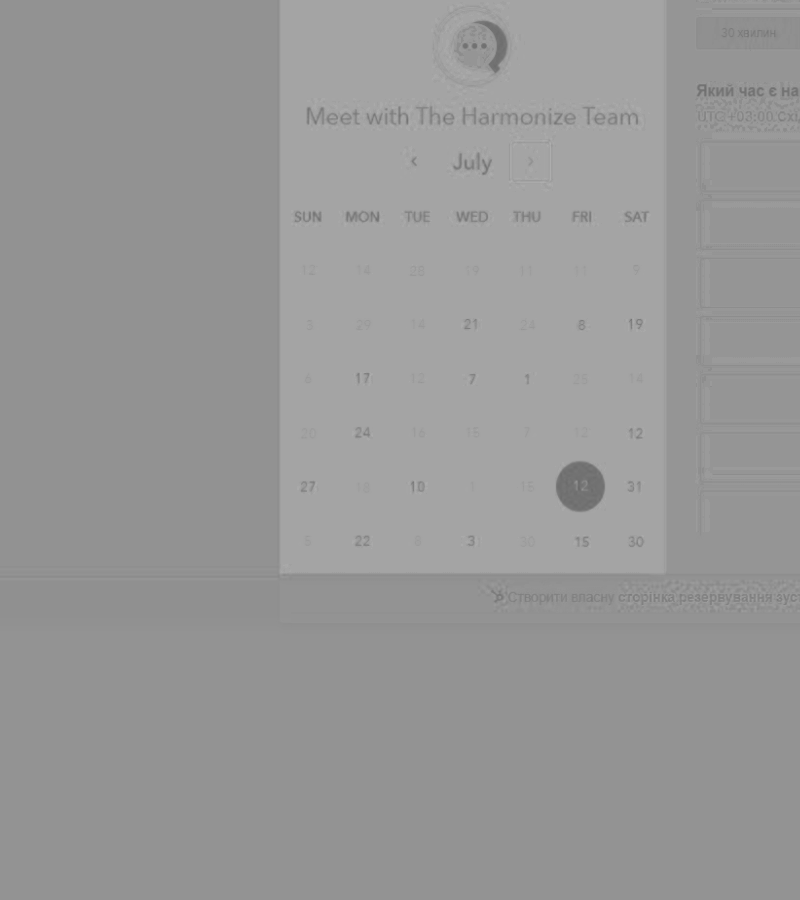 30 хвилин
Який час є на
UTC +03:00 Схі
Meet with The Harmonize Team
July
SUN MON TUE WED THU FRI SAT
12 14 28 19 11 11 9
3 29 14 21 24 8 19
6 17 12 7 1 25 14
20 24 16 15 7 12 12
27 18 10 1 15 12 31
5 22 6 3 30 15 30
Створити власну сторінка резервування зус